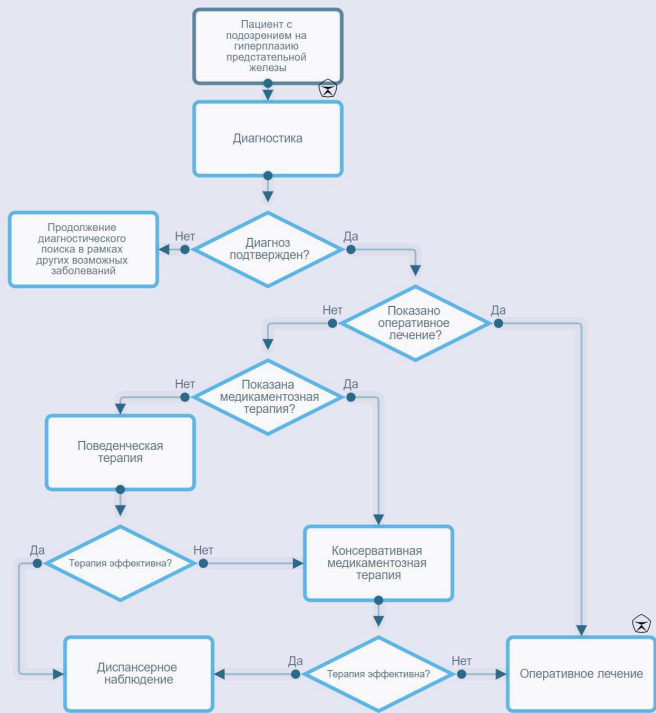 Пациент с
подозрением на
гиперплазию
предстательной
железы
Диагностика
Продолжение
диагностического
поиска в рамках
других возможных
заболеваний
Нет
Диагноз
подтвержден?
Да
Нет
Показано
оперативное
лечение?
Да
Нет
Показана
медикаментозная
терапия?
Да
Поведенческая
терапия
Да
Терапия эффективна?
Нет
Консервативная
медикаментозная
терапия
Диспансерное
наблюдение
Да
Терапия эффективна?
Нет
Оперативное лечение